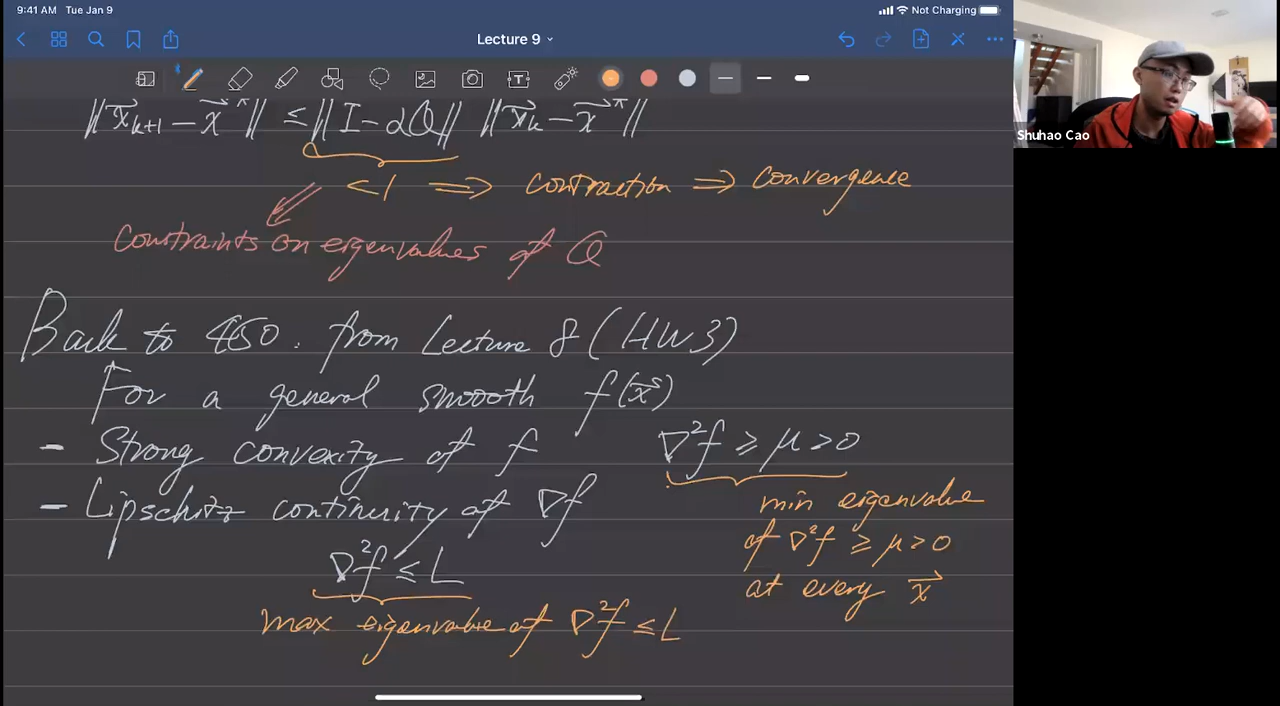 9:41 AM Tue Jan 9
Not Charging
Lecture 9
Shuhao Cao
‖x⃗ₖ₊₁ − x⃗*‖ ≤ ‖I − αQ‖ ‖x⃗ₖ − x⃗*‖
< 1 ⟹ contraction ⟹ convergence
Constraints on eigenvalues of Q
Back to 450. from Lecture 8 (HW3)
For a general smooth f(x⃗)
- Strong convexity of f ∇²f ≥ μ > 0
- Lipschitz continuity of ∇f
min eigenvalue
of ∇²f ≥ μ > 0
at every x⃗
∇²f ≤ L
max eigenvalue of ∇²f ≤ L